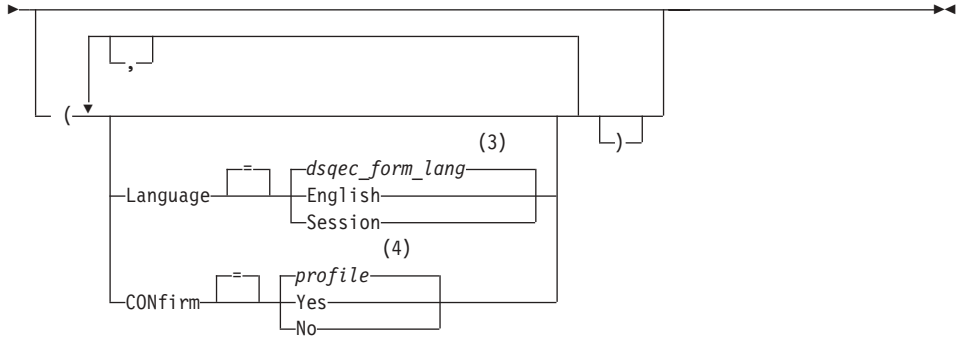 ,
( )
(3)
= dsqec_form_lang
Language English
Session
(4)
= profile
CONfirm Yes
No